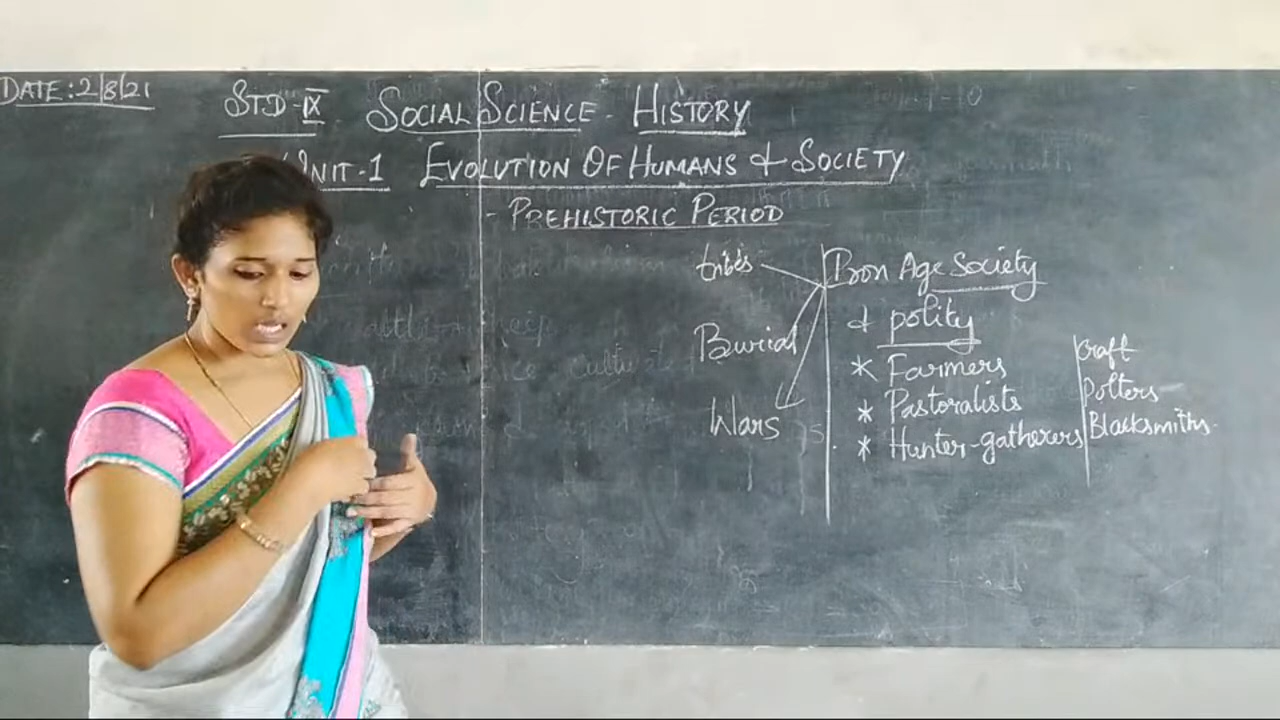 DATE: 2/8/21
STD-IX SOCIAL SCIENCE - HISTORY
UNIT-1 EVOLUTION OF HUMANS & SOCIETY
- PREHISTORIC PERIOD
tribes
Burial
Wars
Iron Age Society
& polity
* Farmers
* Pastoralists
* Hunter-gatherers
Craft
Potters
Blacksmiths.